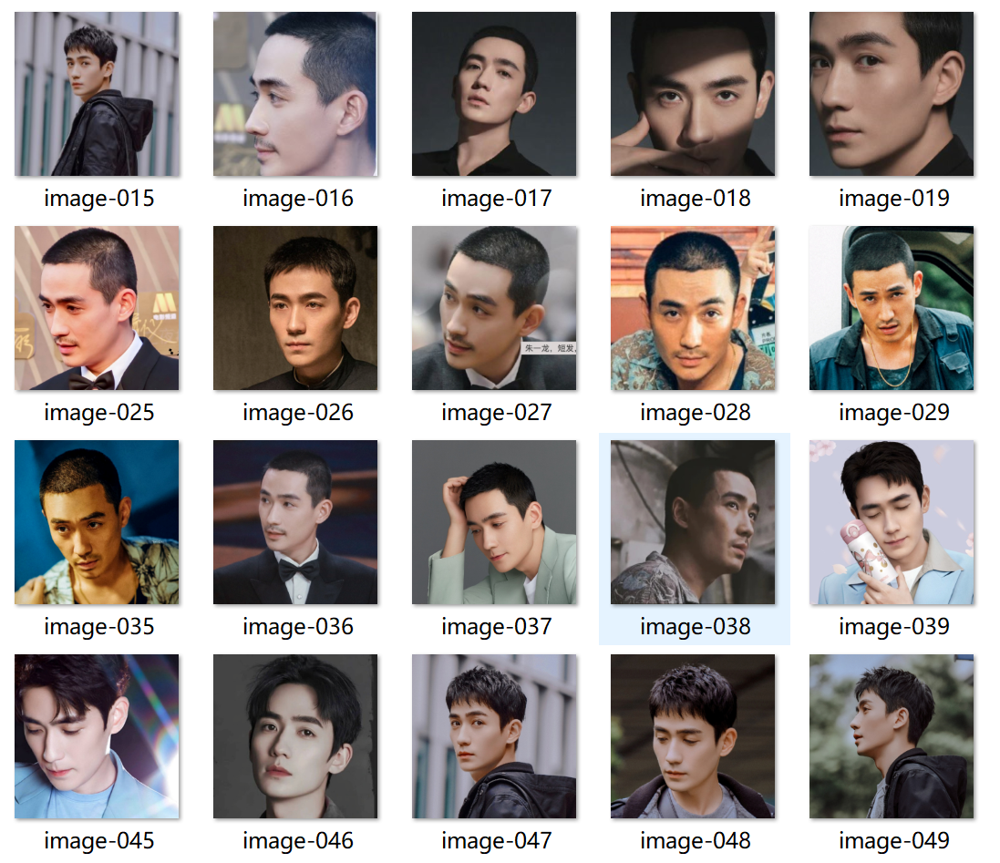 image-015
image-016
image-017
image-018
image-019
朱一龙、短发,
image-025
image-026
image-027
image-028
image-029
image-035
image-036
image-037
image-038
image-039
image-045
image-046
image-047
image-048
image-049